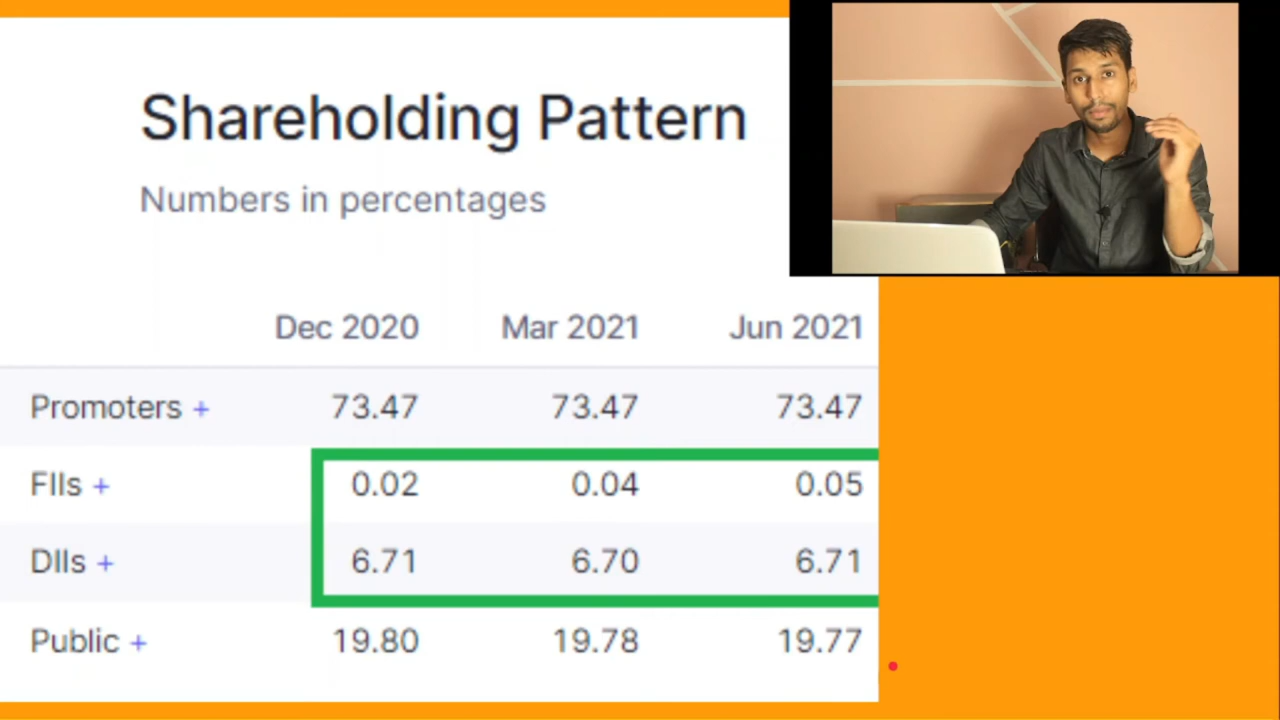 Shareholding Pattern
Numbers in percentages
Dec 2020 Mar 2021 Jun 2021
Promoters + 73.47 73.47 73.47
FIIs + 0.02 0.04 0.05
DIIs + 6.71 6.70 6.71
Public + 19.80 19.78 19.77